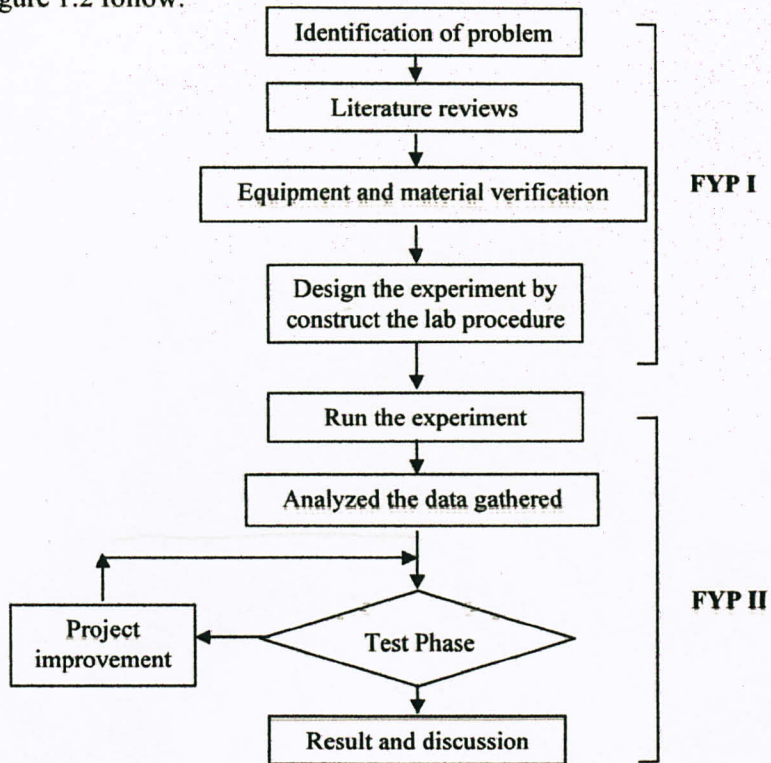 gure 1.2 follow.
Identification of problem
Literature reviews
Equipment and material verification
FYP I
Design the experiment by
construct the lab procedure
Run the experiment
Analyzed the data gathered
FYP II
Project
improvement
Test Phase
Result and discussion